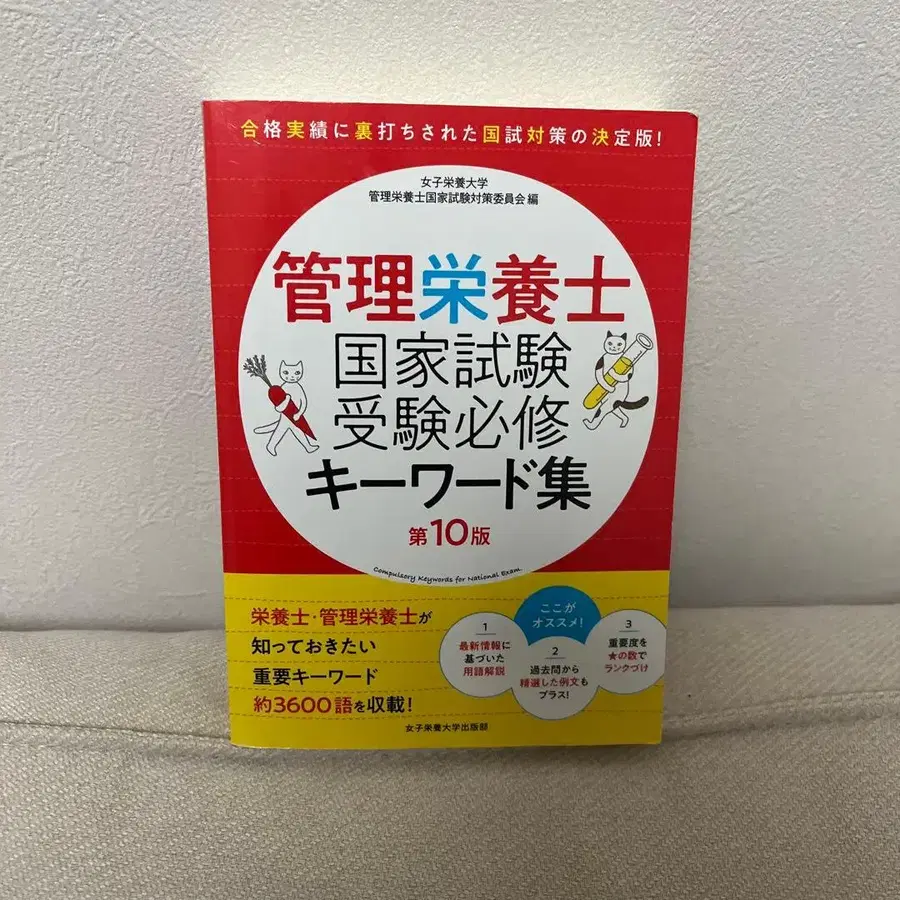 合格実績に裏打ちされた国試対策の決定版!
女子栄養大学
管理栄養士国家試験対策委員会 編
管理栄養士
国家試験
受験必修
キーワード集
第10版
Compulsory Keywords for National Exam.
栄養士・管理栄養士が
知っておきたい
重要キーワード
約3600語を収載!
ここが
オススメ!
1
最新情報に
基づいた
用語解説
2
過去問から
精選した例文も
プラス!
3
重要度を
★の数で
ランクづけ
女子栄養大学出版部